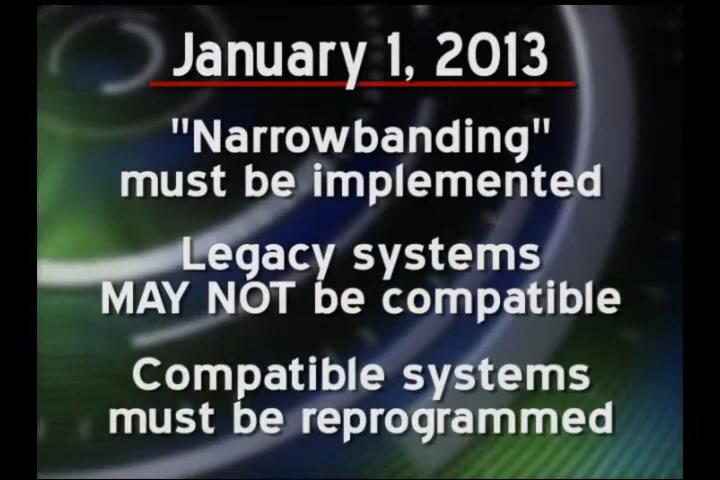 January 1, 2013
"Narrowbanding"
must be implemented
Legacy systems
MAY NOT be compatible
Compatible systems
must be reprogrammed